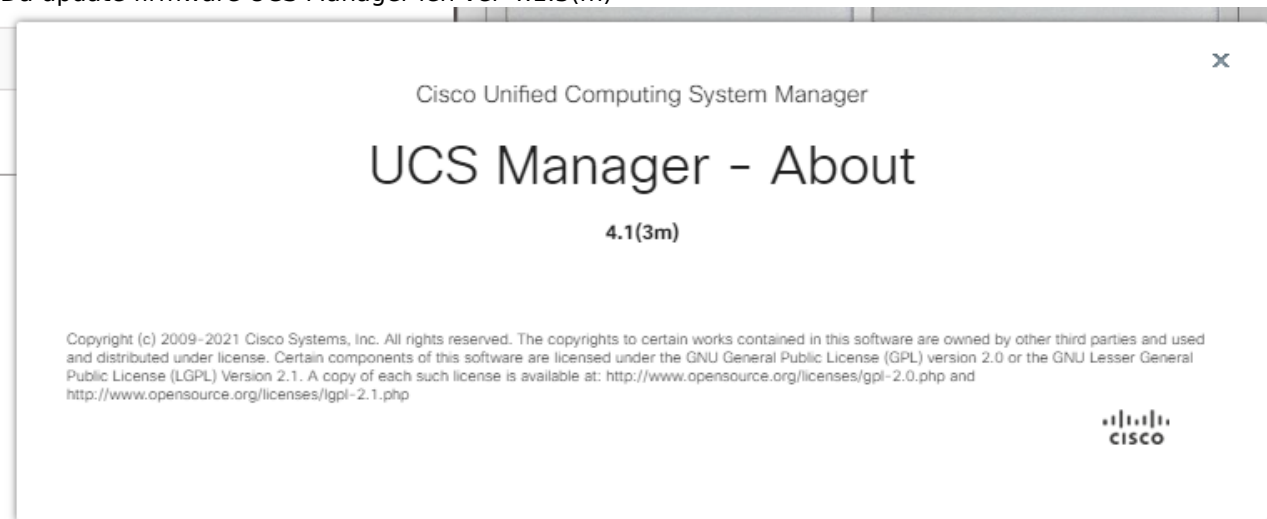 Cisco Unified Computing System Manager
UCS Manager - About
4.1(3m)
Copyright (c) 2009-2021 Cisco Systems, Inc. All rights reserved. The copyrights to certain works contained in this software are owned by other third parties and used
and distributed under license. Certain components of this software are licensed under the GNU General Public License (GPL) version 2.0 or the GNU Lesser General
Public License (LGPL) Version 2.1. A copy of each such license is available at: http://www.opensource.org/licenses/gpl-2.0.php and
http://www.opensource.org/licenses/lgpl-2.1.php
CISCO